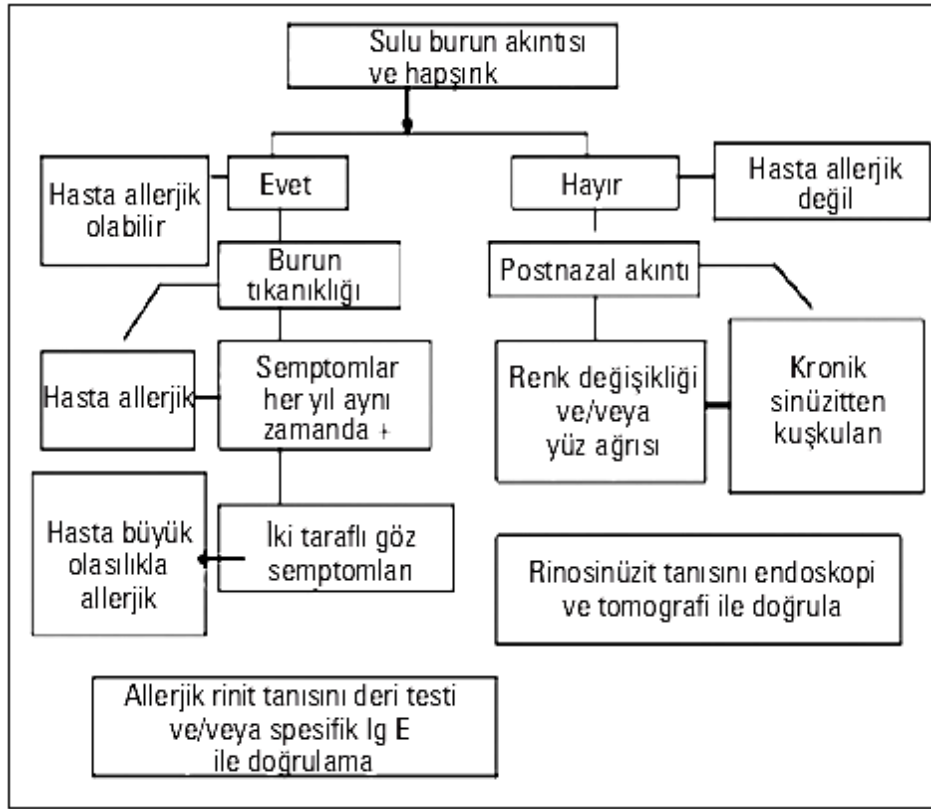 Sulu burun akıntısı
ve hapşırık
Hasta allerjik
olabilir
Evet
Hayır
Hasta allerjik
değil
Burun
tıkanıklığı
Postnazal akıntı
Hasta allerjik
Semptomlar
her yıl aynı
zamanda +
Renk değişikliği
ve/veya
yüz ağrısı
Kronik
sinüzitten
kuşkulan
Hasta büyük
olasılıkla
allerjik
İki taraflı göz
semptomları
Rinosinüzit tanısını endoskopi
ve tomografi ile doğrula
Allerjik rinit tanısını deri testi
ve/veya spesifik Ig E
ile doğrulama